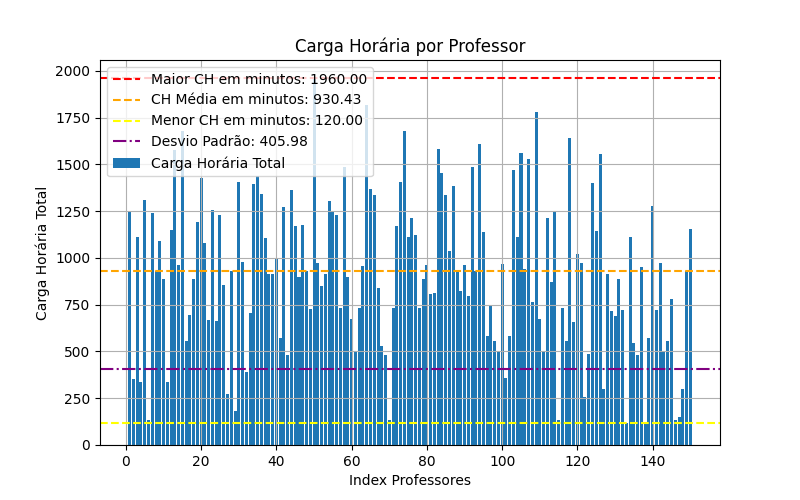 Carga Horária por Professor
Maior CH em minutos: 1960.00
CH Média em minutos: 930.43
Menor CH em minutos: 120.00
Desvio Padrão: 405.98
Carga Horária Total
Carga Horária Total
2000
1750
1500
1250
1000
750
500
250
0
0 20 40 60 80 100 120 140
Index Professores